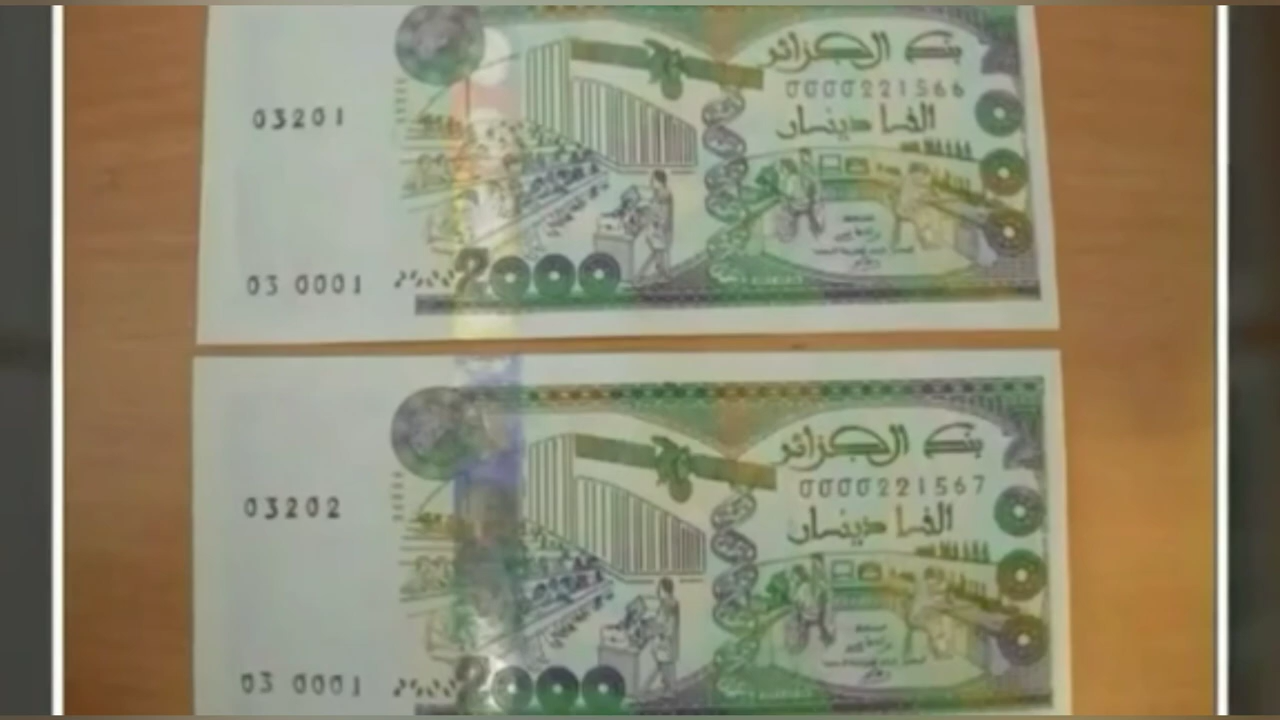 بنك الجزائر
0000221566
03201
ألفا دينار
03 0001
2000
بنك الجزائر
0000221567
03202
ألفا دينار
03 0001
2000